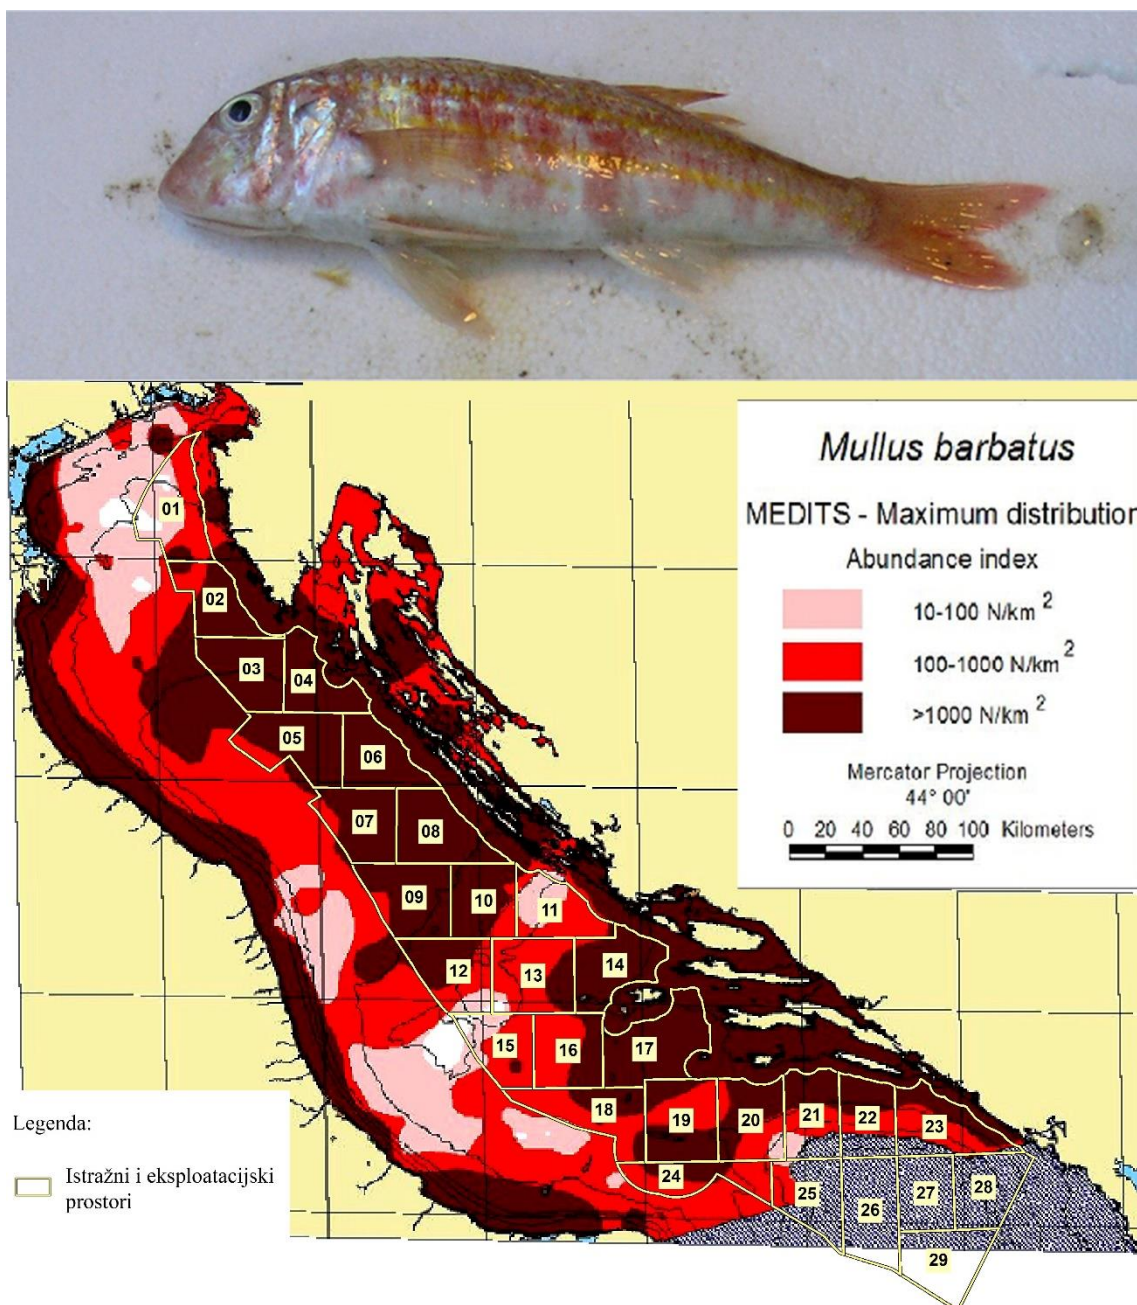 Mullus barbatus
MEDITS - Maximum distribution
Abundance index
10-100 N/km 2
100-1000 N/km 2
>1000 N/km 2
Mercator Projection
44° 00'
0 20 40 60 80 100 Kilometers
01
02
03
04
05
06
07
08
09
10
11
12
13
14
15
16
17
18
19
20
21
22
23
24
25
26
27
28
29
Legenda:
Istražni i eksploatacijski
prostori